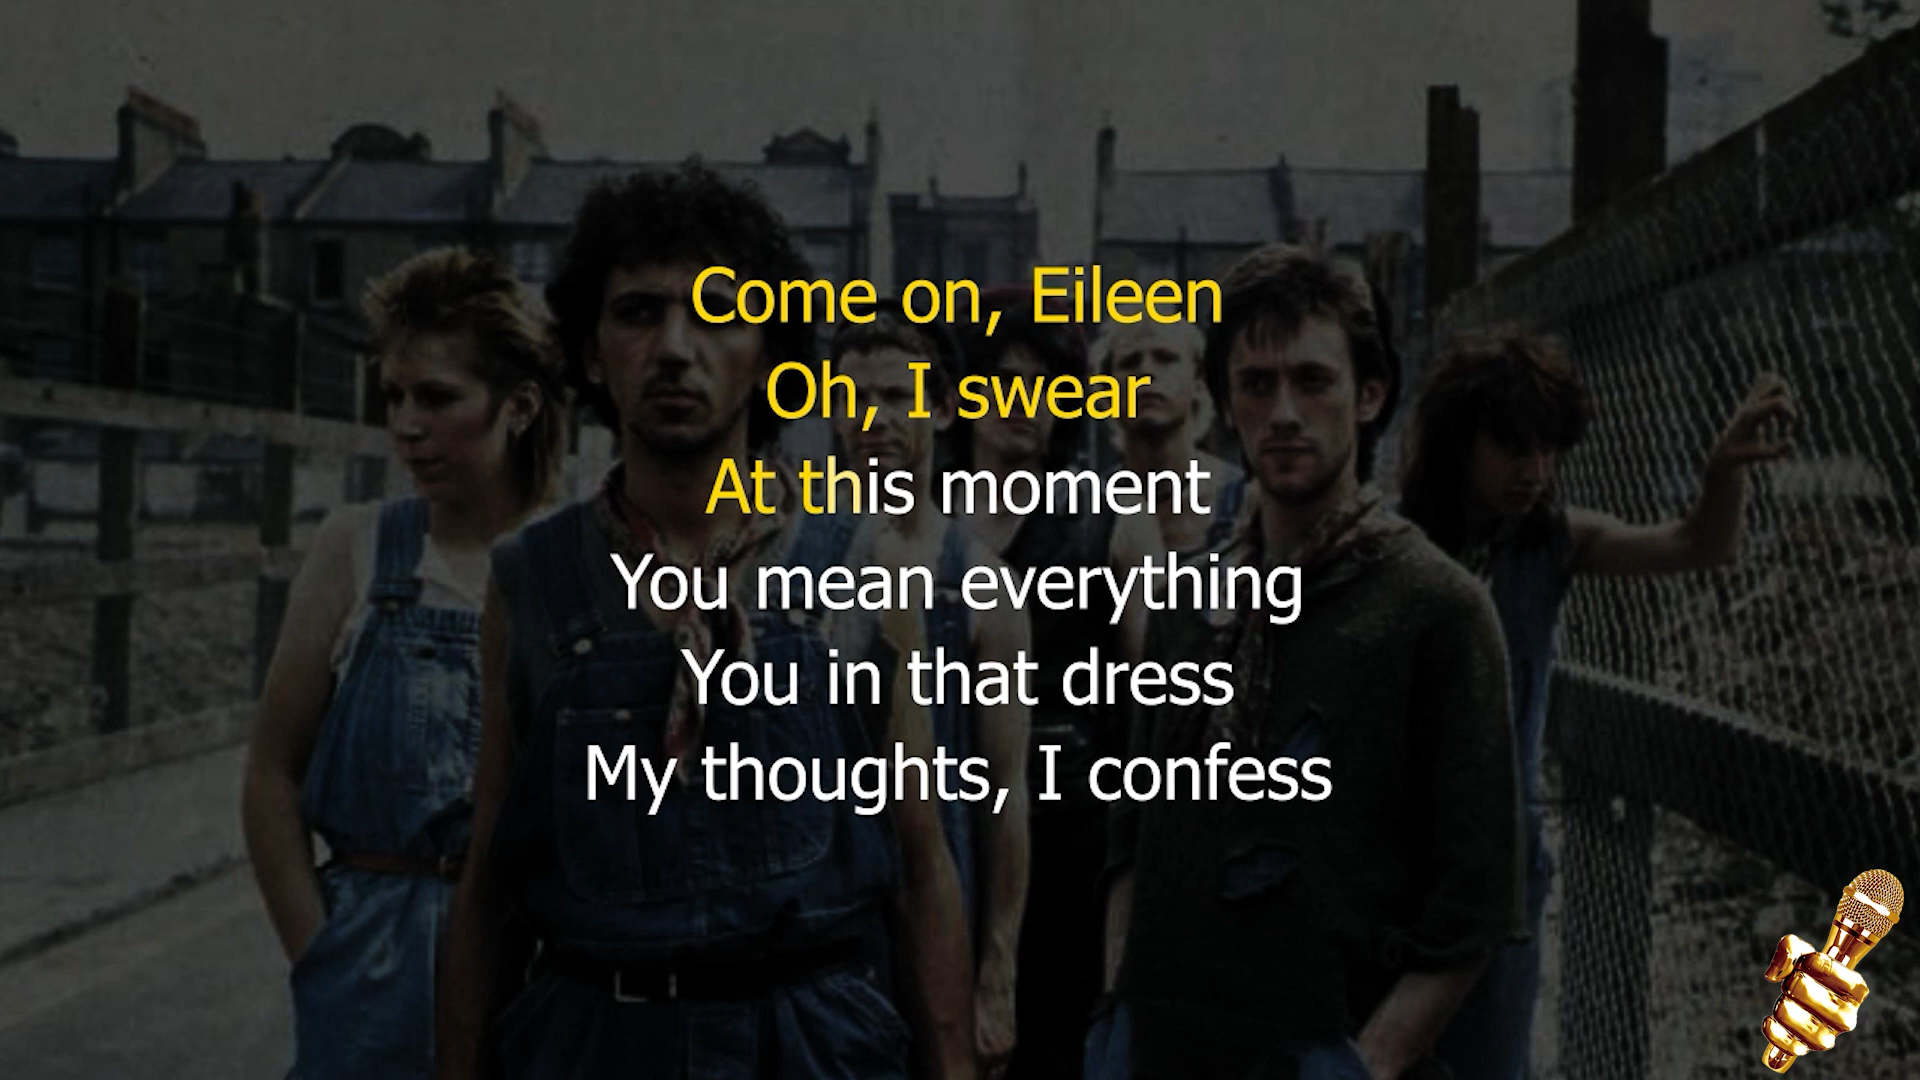 Come on, Eileen
Oh, I swear
At this moment
You mean everything
You in that dress
My thoughts, I confess